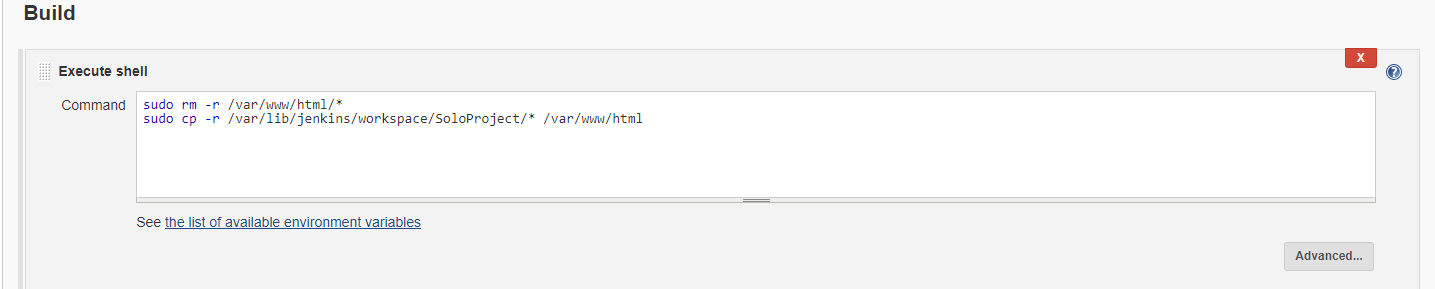 Build
X
Execute shell
?
Command
sudo rm -r /var/www/html/*
sudo cp -r /var/lib/jenkins/workspace/SoloProject/* /var/www/html
See the list of available environment variables
Advanced...